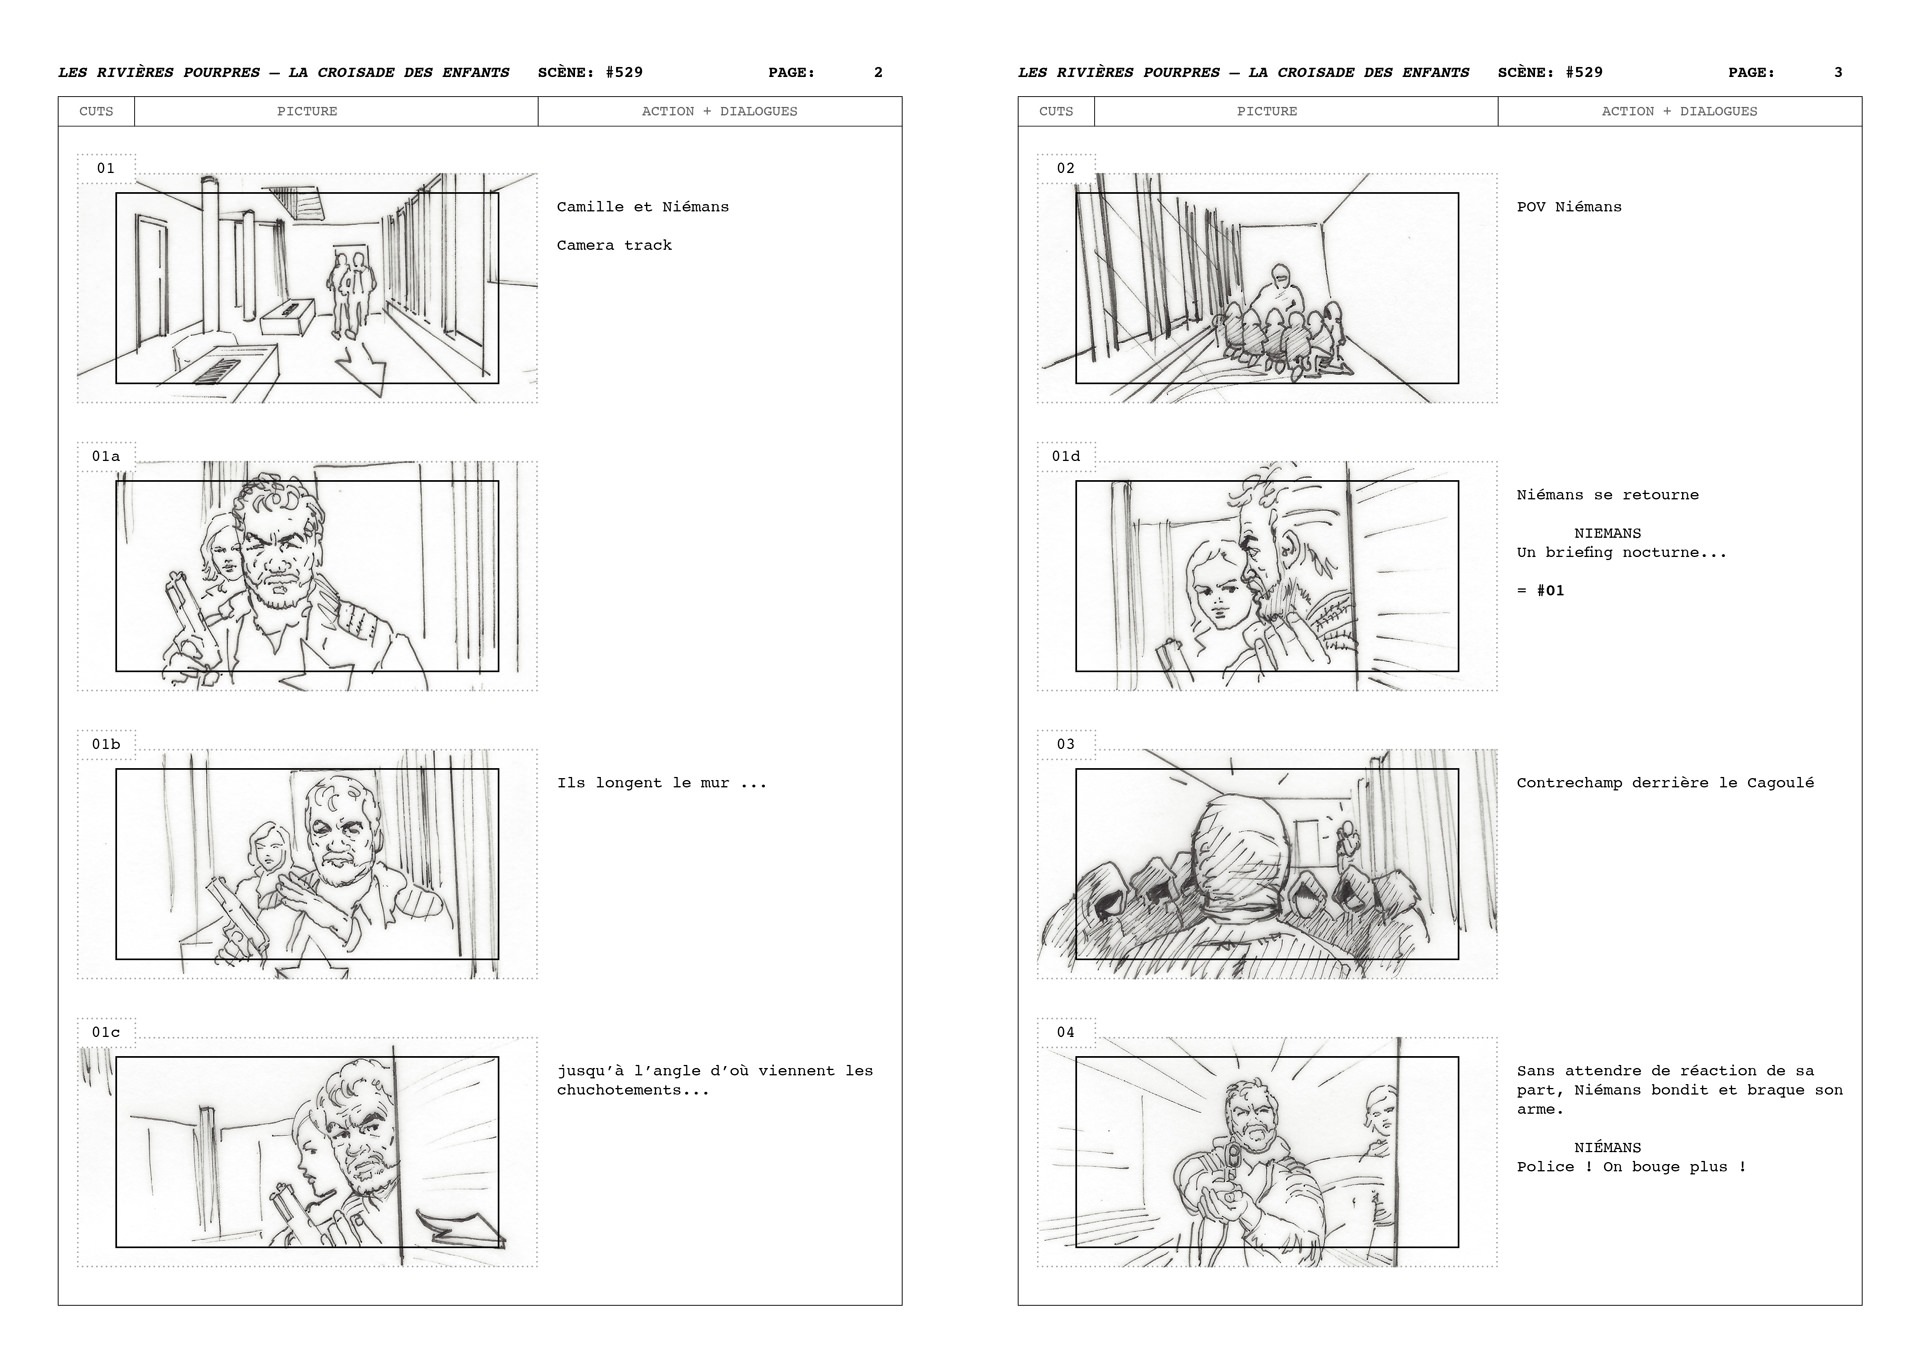 LES RIVIÈRES POURPRES — LA CROISADE DES ENFANTS SCÈNE: #529 PAGE: 2
CUTS PICTURE ACTION + DIALOGUES
01
Camille et Niémans
Camera track
01a
01b
Ils longent le mur ...
01c
jusqu’à l’angle d’où viennent les
chuchotements...
LES RIVIÈRES POURPRES — LA CROISADE DES ENFANTS SCÈNE: #529 PAGE: 3
CUTS PICTURE ACTION + DIALOGUES
02
POV Niémans
01d
Niémans se retourne
NIEMANS
Un briefing nocturne...
= #01
03
Contrechamp derrière le Cagoulé
04
Sans attendre de réaction de sa
part, Niémans bondit et braque son
arme.
NIÉMANS
Police ! On bouge plus !